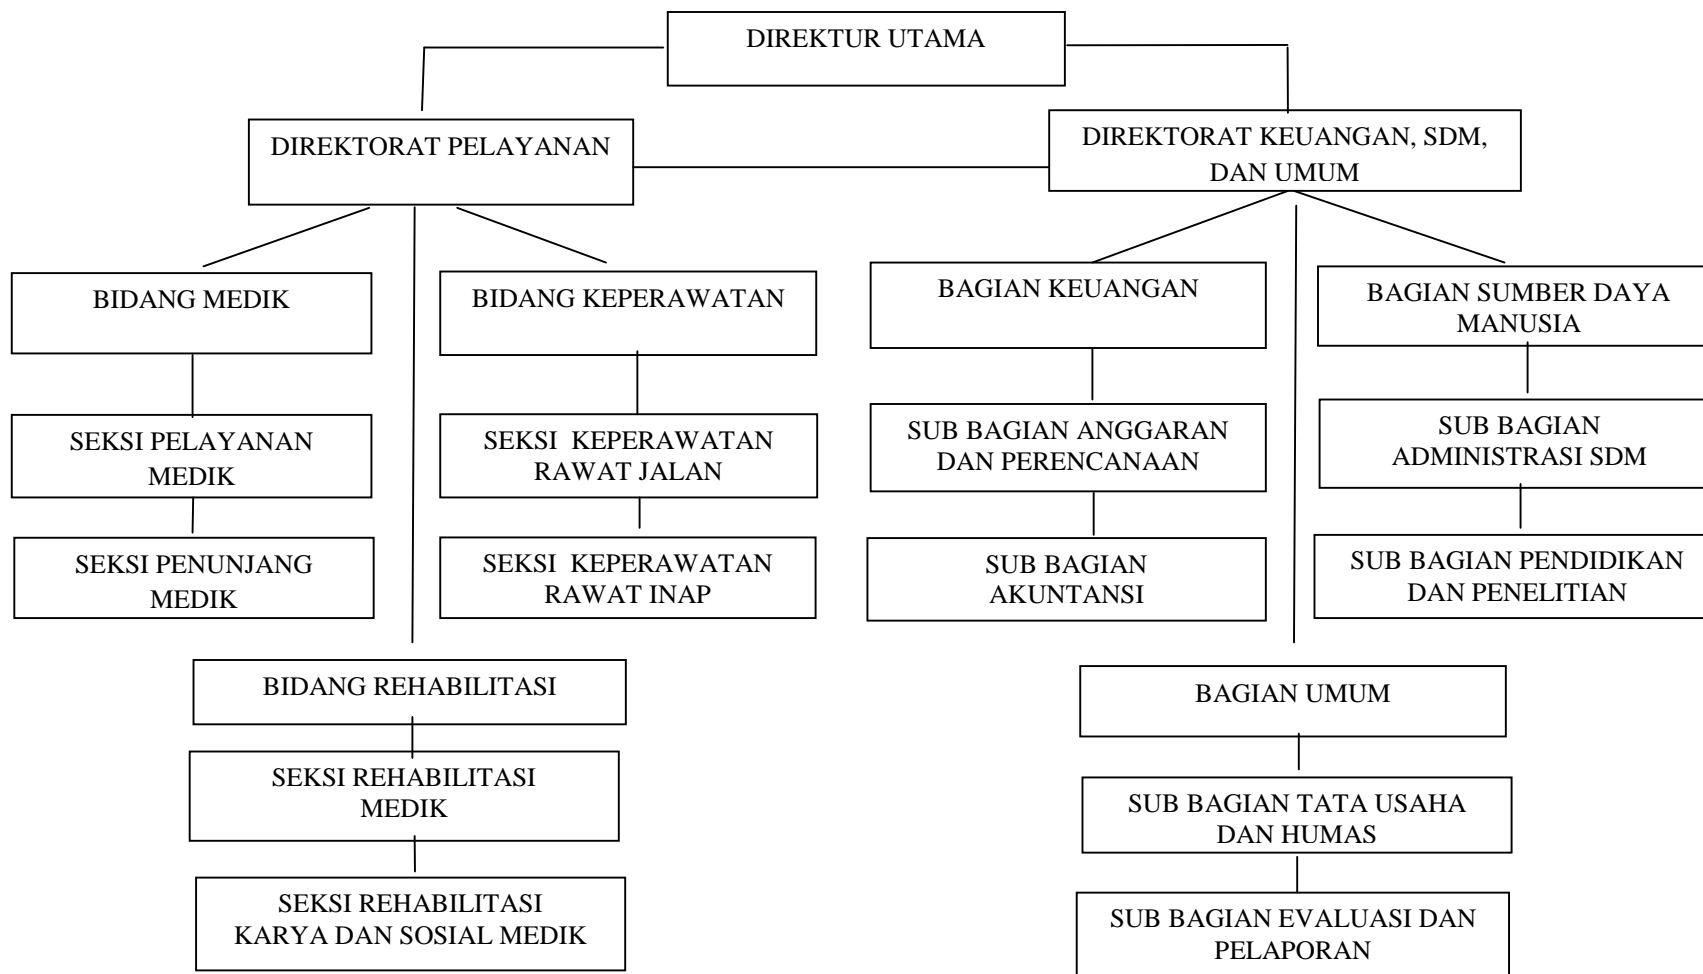 DIREKTUR UTAMA
DIREKTORAT PELAYANAN
DIREKTORAT KEUANGAN, SDM,
DAN UMUM
BIDANG MEDIK
BIDANG KEPERAWATAN
BAGIAN KEUANGAN
BAGIAN SUMBER DAYA
MANUSIA
SEKSI PELAYANAN
MEDIK
SEKSI KEPERAWATAN
RAWAT JALAN
SUB BAGIAN ANGGARAN
DAN PERENCANAAN
SUB BAGIAN
ADMINISTRASI SDM
SEKSI PENUNJANG
MEDIK
SEKSI KEPERAWATAN
RAWAT INAP
SUB BAGIAN
AKUNTANSI
SUB BAGIAN PENDIDIKAN
DAN PENELITIAN
BIDANG REHABILITASI
BAGIAN UMUM
SEKSI REHABILITASI
MEDIK
SUB BAGIAN TATA USAHA
DAN HUMAS
SEKSI REHABILITASI
KARYA DAN SOSIAL MEDIK
SUB BAGIAN EVALUASI DAN
PELAPORAN